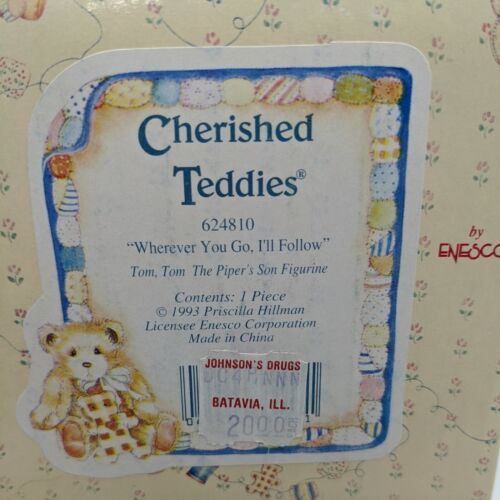 Cherished
Teddies®
624810
"Wherever You Go, I'll Follow"
Tom, Tom The Piper's Son Figurine
Contents: 1 Piece
© 1993 Priscilla Hillman
Licensee Enesco Corporation
Made in China
by
ENESCO
JOHNSON'S DRUGS
BATAVIA, ILL.